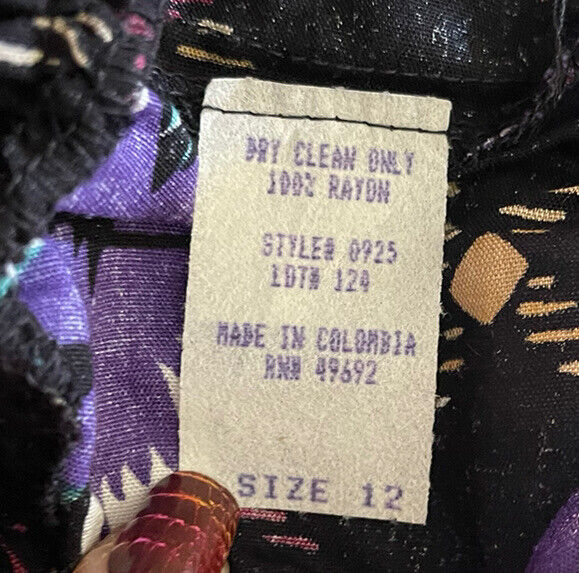 DRY CLEAN ONLY
100% RAYON
STYLE# 0925
LOT# 124
MADE IN COLOMBIA
RN# 49692
SIZE 12